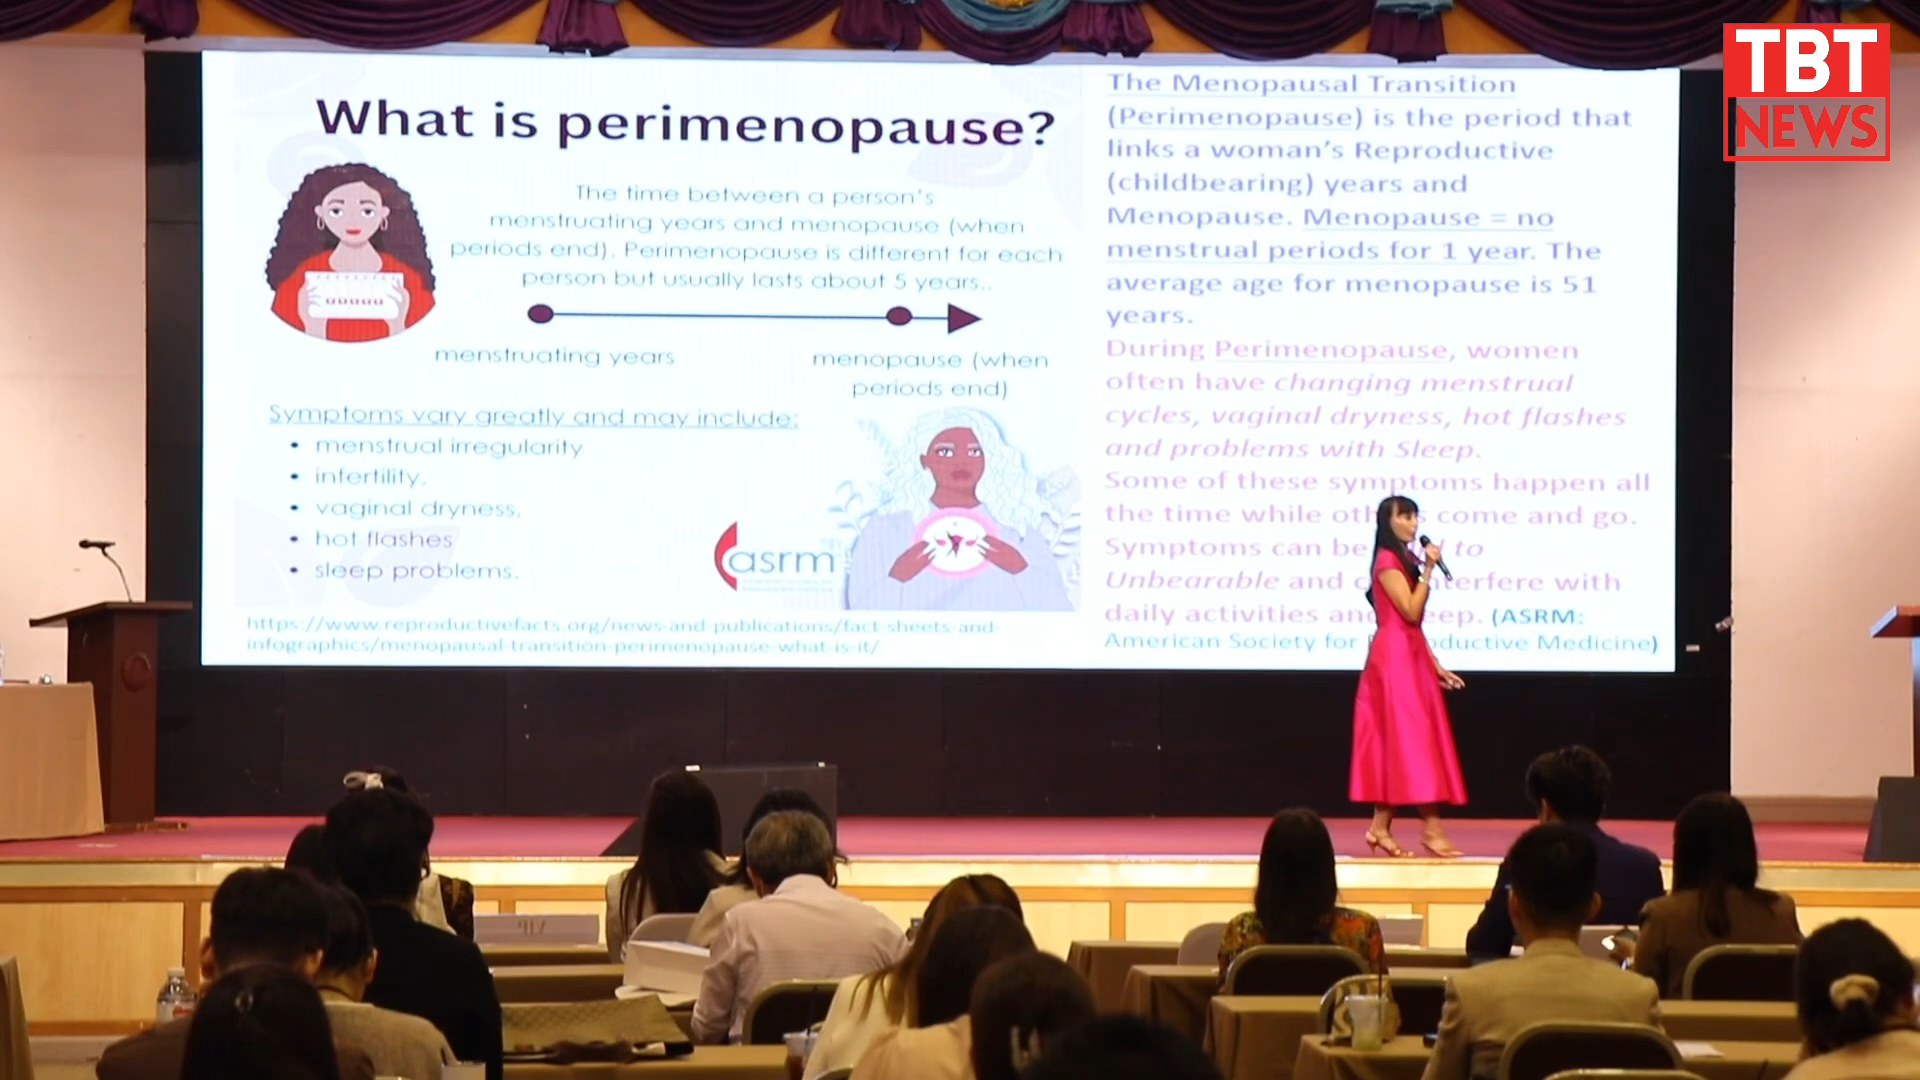 TBT
NEWS
What is perimenopause?
The time between a person's
menstruating years and menopause (when
periods end). Perimenopause is different for each
person but usually lasts about 5 years..
menstruating years
menopause (when
periods end)
Symptoms vary greatly and may include:
• menstrual irregularity
• infertility.
• vaginal dryness.
• hot flashes
• sleep problems.
asrm
https://www.reproductivefacts.org/news-and-publications/fact-sheets-and-
infographics/menopausal-transition-perimenopause-what-is-it/
The Menopausal Transition
(Perimenopause) is the period that
links a woman's Reproductive
(childbearing) years and
Menopause. Menopause = no
menstrual periods for 1 year. The
average age for menopause is 51
years.
During Perimenopause, women
often have changing menstrual
cycles, vaginal dryness, hot flashes
and problems with Sleep.
Some of these symptoms happen all
the time while come and go.
Symptoms can be to
Unbearable and with
daily activities (ASRM:
American Society for Medicine)